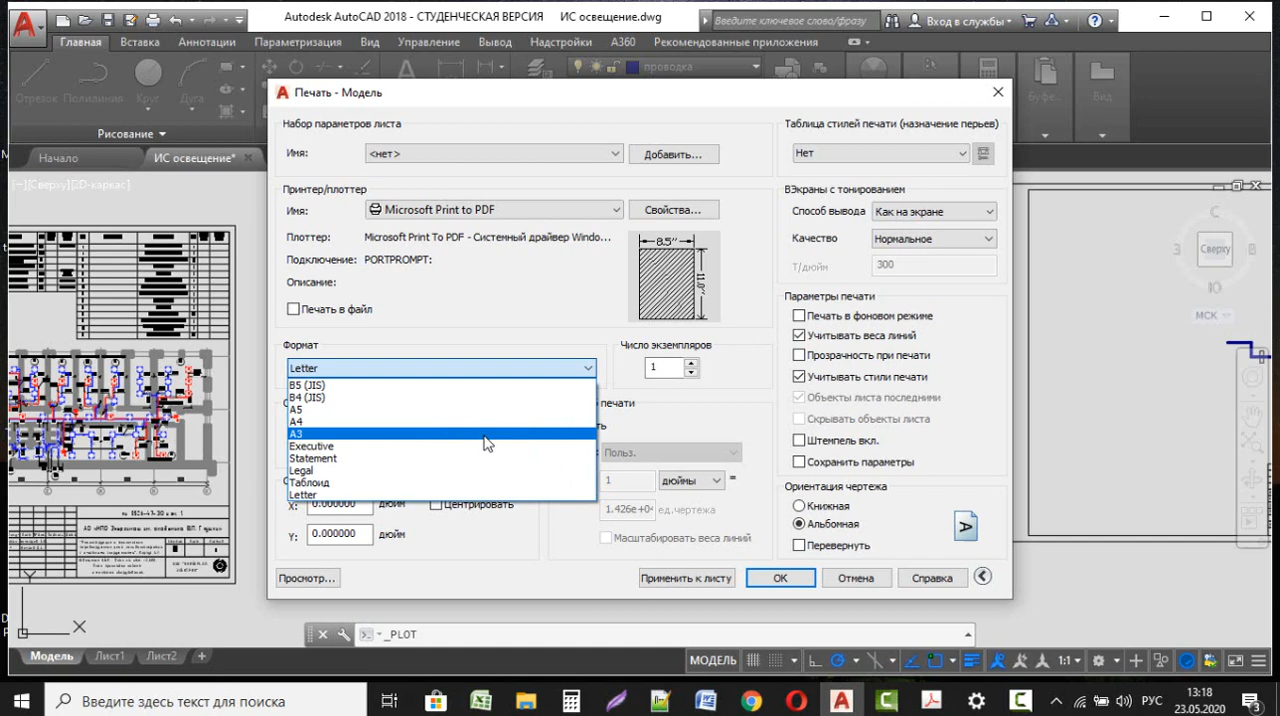 Autodesk AutoCAD 2018 - СТУДЕНЧЕСКАЯ ВЕРСИЯ ИС освещение.dwg
Введите ключевое слово/фразу
Вход в службы
Главная Вставка Аннотации Параметризация Вид Управление Вывод Надстройки A360 Рекомендованные приложения
проводка
Отрезок Полилиния Круг Дуга
Буфе...
Вид
Рисование
Начало
ИС освещение*
[−][Сверху][2D-каркас]
Печать - Модель
Набор параметров листа
Имя: <нет>
Добавить...
Принтер/плоттер
Имя: Microsoft Print to PDF
Свойства...
Плоттер: Microsoft Print To PDF - Системный драйвер Windo...
Подключение: PORTPROMPT:
Описание:
Печать в файл
8.5''
11.0''
Формат
Letter
B5 (JIS)
B4 (JIS)
A5
A4
A3
Executive
Statement
Legal
Таблоид
Letter
Число экземпляров
1
печати
Польз.
1 дюймы =
ед.чертежа
Масштабировать веса линий
X: 0.000000 дюйн
Центрировать
Y: 0.000000 дюйн
Просмотр...
Применить к листу
OK
Отмена
Справка
Таблица стилей печати (назначение перьев)
Нет
ВЭкраны с тонированием
Способ вывода Как на экране
Качество Нормальное
Т/дюйм 300
Параметры печати
Печать в фоновом режиме
Учитывать веса линий
Прозрачность при печати
Учитывать стили печати
Объекты листа последними
Скрывать объекты листа
Штемпель вкл.
Сохранить параметры
Ориентация чертежа
Книжная
Альбомная
Перевернуть
A
С
З Сверху В
Ю
МСК
Y
X
_PLOT
Модель Лист1 Лист2 +
МОДЕЛЬ
1:1
Введите здесь текст для поиска
РУС
13:18
23.05.2020
3